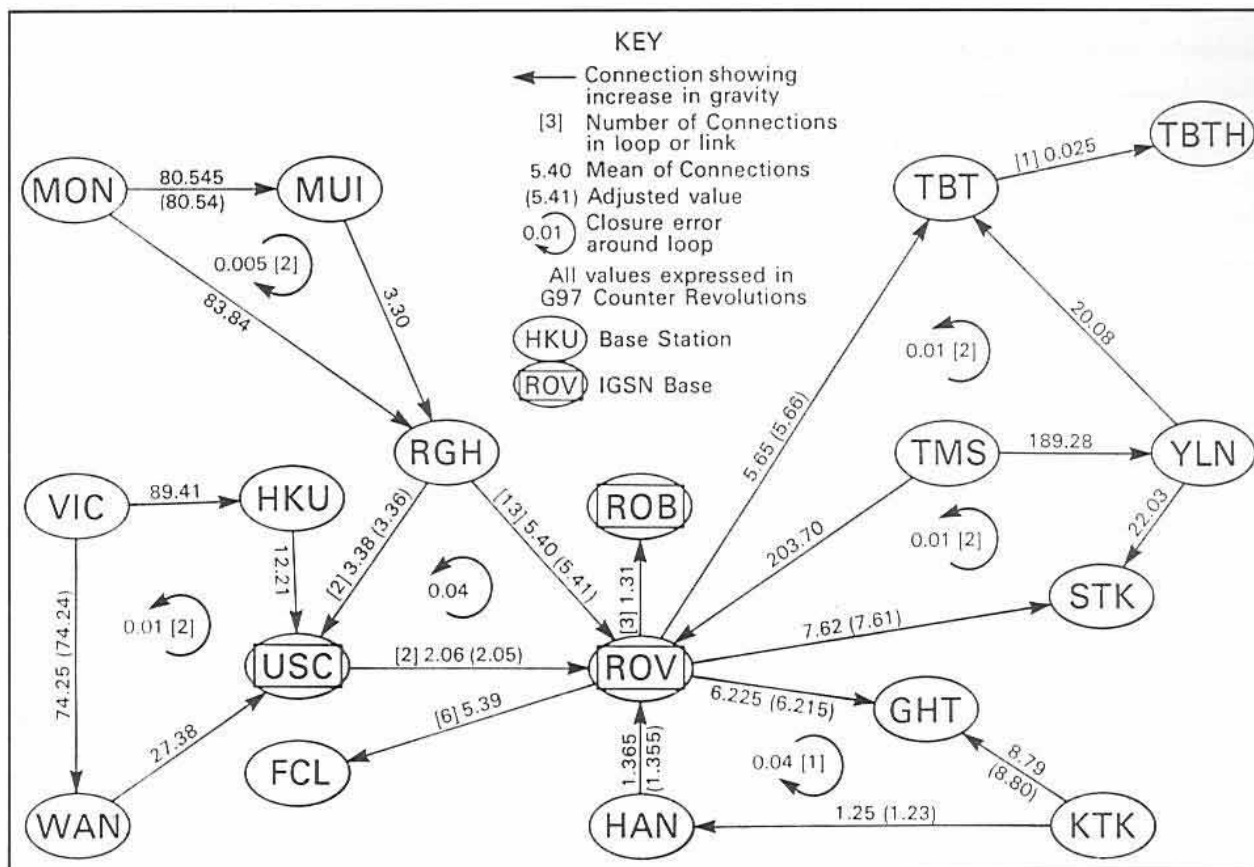 KEY
Connection showing
increase in gravity
[3] Number of Connections
in loop or link
5.40 Mean of Connections
(5.41) Adjusted value
0.01 Closure error
around loop
All values expressed in
G97 Counter Revolutions
HKU Base Station
ROV IGSN Base
MON
80.545
(80.54)
MUI
0.005 [2]
83.84
3.30
RGH
TBT
[1] 0.025
TBTH
20.08
0.01 [2]
5.65 (5.66)
TMS
189.28
YLN
VIC
89.41
HKU
12.21
[2] 3.38 (3.36)
[13] 5.40 (5.41)
0.04
ROB
[3] 1.31
203.70
0.01 [2]
22.03
STK
74.25 (74.24)
0.01 [2]
USC
[2] 2.06 (2.05)
ROV
7.62 (7.61)
6.225 (6.215)
GHT
27.38
[6] 5.39
FCL
1.365
(1.355)
0.04 [1]
8.79
(8.80)
WAN
HAN
1.25 (1.23)
KTK